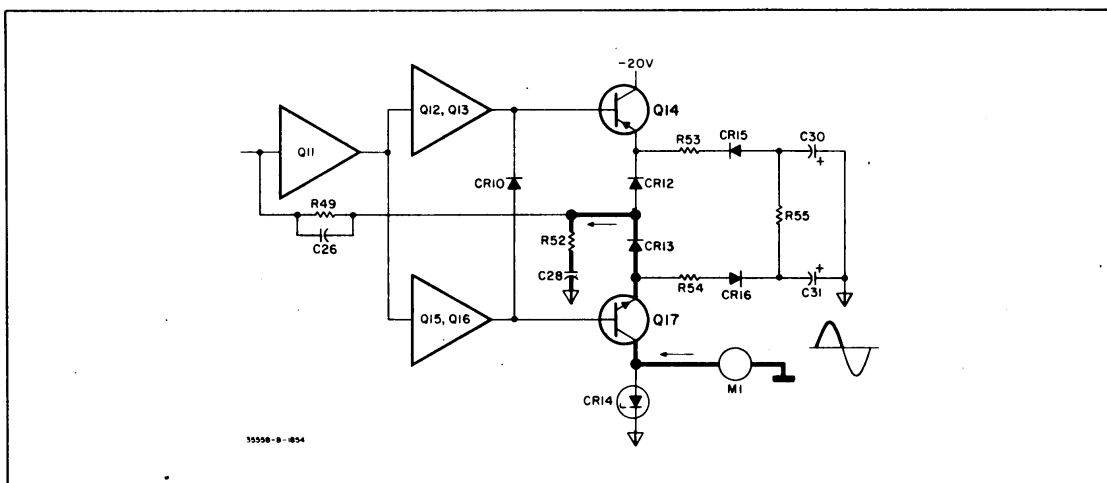 -20V
Q12, Q13
Q14
Q11
R53
CR15
C30
+
CR10
CR12
R49
R55
C26
R52
CR13
C28
R54
CR16
+
C31
Q15, Q16
Q17
M1
CR14
3555B-B-1854